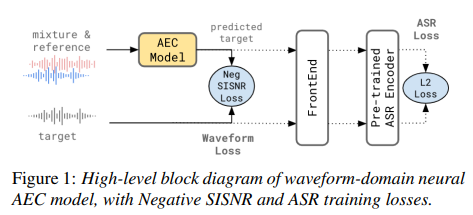 mixture &
reference
AEC
Model
predicted
target
Neg
SISNR
Loss
target
Waveform
Loss
FrontEnd
Pre-trained
ASR Encoder
ASR
Loss
L2
Loss
Figure 1: High-level block diagram of waveform-domain neural
AEC model, with Negative SISNR and ASR training losses.